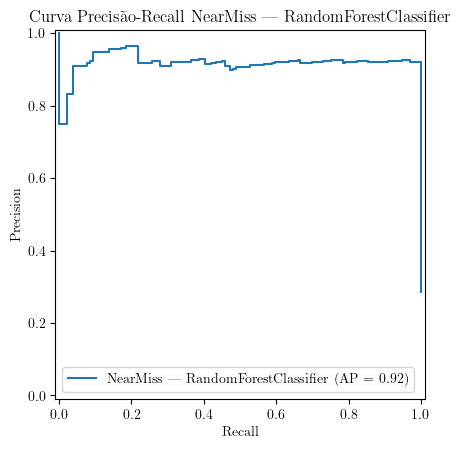 Curva Precisão-Recall NearMiss — RandomForestClassifier
1.0
0.8
0.6
0.4
0.2
0.0
Precision
NearMiss — RandomForestClassifier (AP = 0.92)
0.0 0.2 0.4 0.6 0.8 1.0
Recall